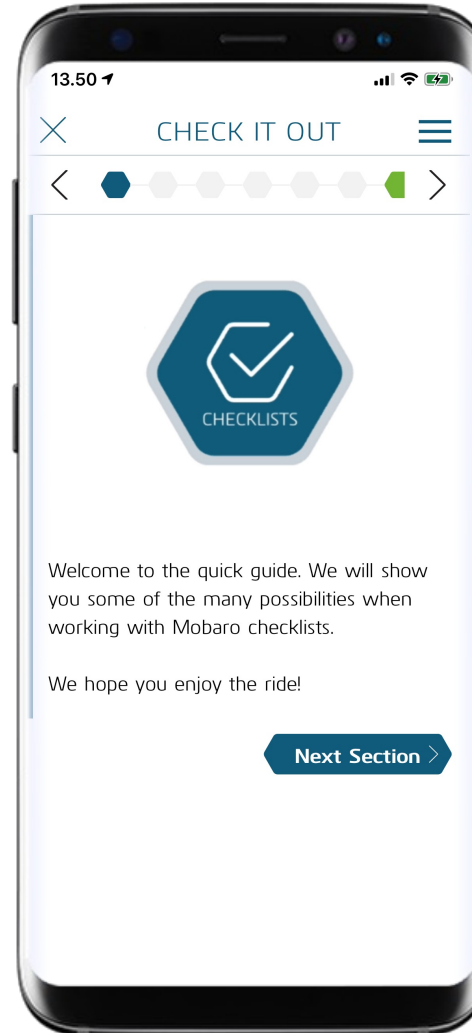 13.50
CHECK IT OUT
CHECKLISTS
Welcome to the quick guide. We will show
you some of the many possibilities when
working with Mobaro checklists.
We hope you enjoy the ride!
Next Section